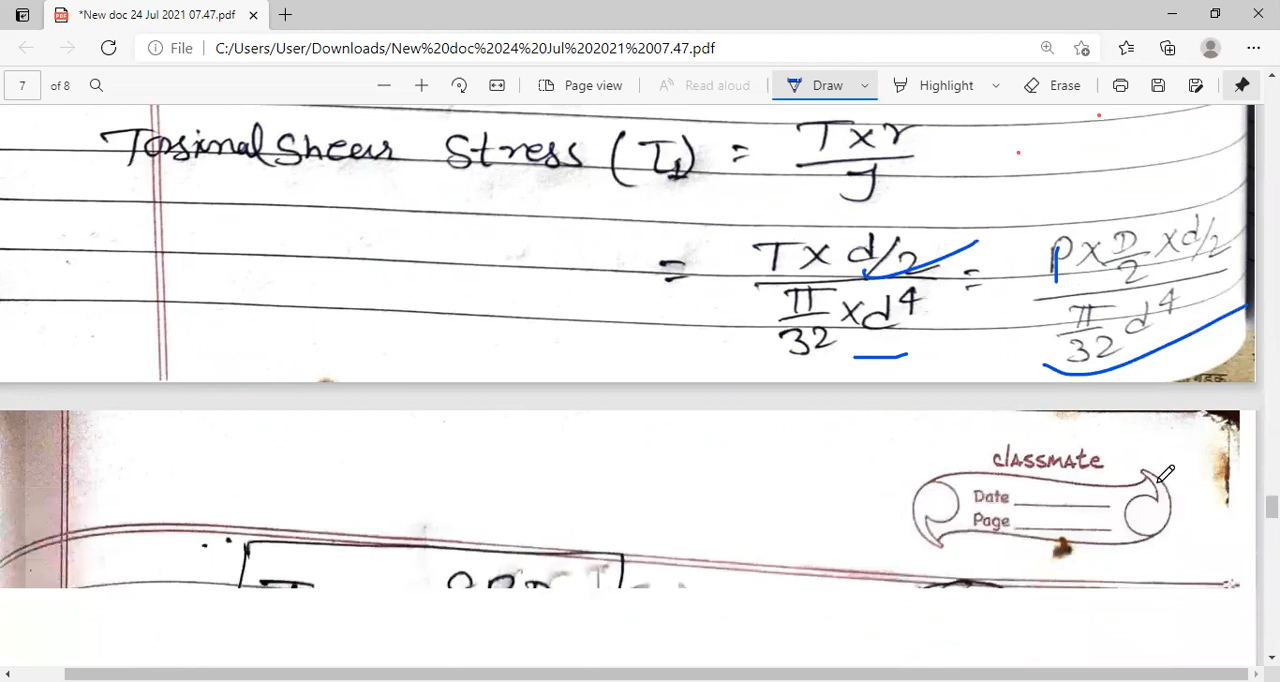 *New doc 24 Jul 2021 07.47.pdf
File C:/Users/User/Downloads/New%20doc%2024%20Jul%202021%2007.47.pdf
7 of 8 Page view Read aloud Draw Highlight Erase
Torsional Shear Stress (τ1) = T×r/J
= T × d/2 / π/32 × d⁴ = P × D/2 × d/2 / π/32 d⁴
classmate
Date
Page